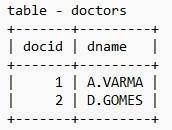 table - doctors
+-------+---------+
| docid | dname   |
+-------+---------+
|     1 | A.VARMA |
|     2 | D.GOMES |
+-------+---------+